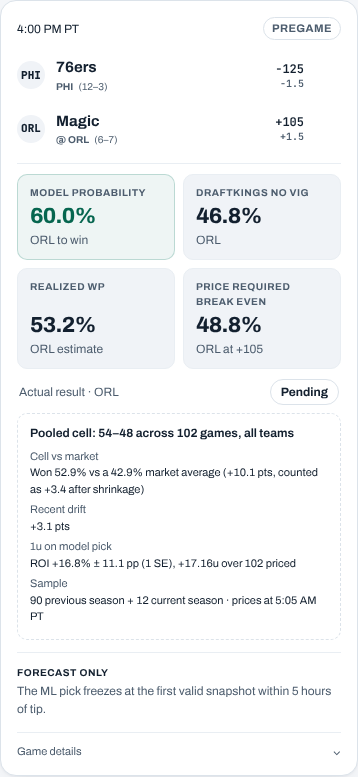 4:00 PM PT
PREGAME
PHI
76ers
-125
PHI (12–3)
-1.5
ORL
Magic
+105
@ ORL (6–7)
+1.5
MODEL PROBABILITY
60.0%
ORL to win
DRAFTKINGS NO VIG
46.8%
ORL
REALIZED WP
53.2%
ORL estimate
PRICE REQUIRED
BREAK EVEN
48.8%
ORL at +105
Actual result · ORL
Pending
Pooled cell: 54–48 across 102 games, all teams
Cell vs market
Won 52.9% vs a 42.9% market average (+10.1 pts, counted
as +3.4 after shrinkage)
Recent drift
+3.1 pts
1u on model pick
ROI +16.8% ± 11.1 pp (1 SE), +17.16u over 102 priced
Sample
90 previous season + 12 current season · prices at 5:05 AM
PT
FORECAST ONLY
The ML pick freezes at the first valid snapshot within 5 hours
of tip.
Game details